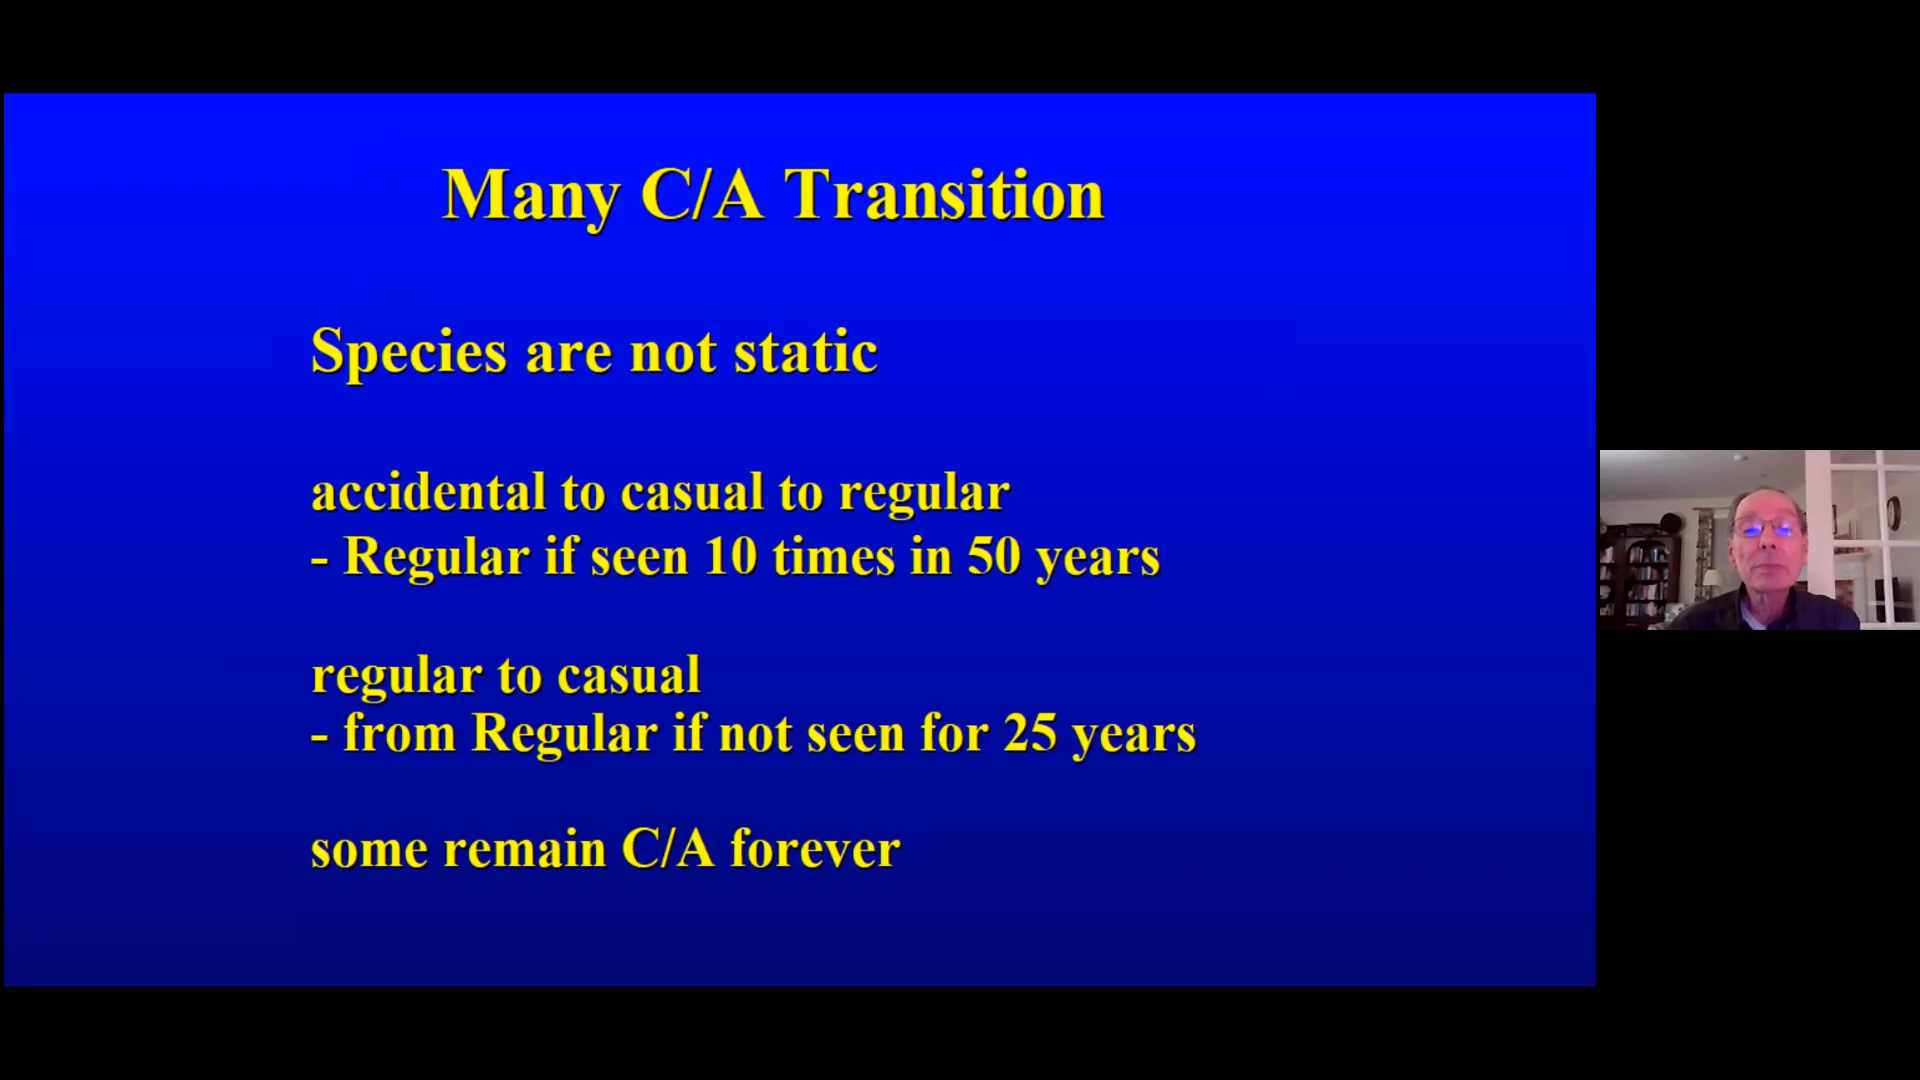 Many C/A Transition
Species are not static
accidental to casual to regular
- Regular if seen 10 times in 50 years
regular to casual
- from Regular if not seen for 25 years
some remain C/A forever